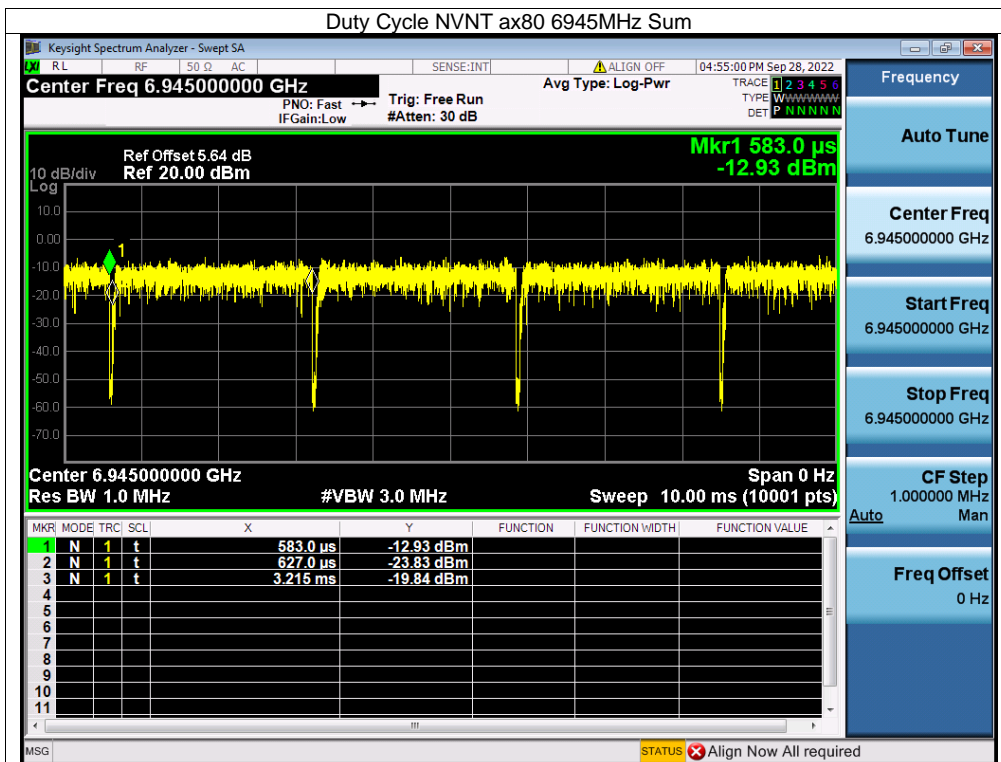 Duty Cycle NVNT ax80 6945MHz Sum
Keysight Spectrum Analyzer - Swept SA
LXI RL RF 50 Ω AC SENSE:INT ALIGN OFF 04:55:00 PM Sep 28, 2022
Center Freq 6.945000000 GHz
PNO: Fast
IFGain:Low
Trig: Free Run
#Atten: 30 dB
Avg Type: Log-Pwr
TRACE 1 2 3 4 5 6
TYPE WWWWWW
DET P N N N N N
Ref Offset 5.64 dB
10 dB/div Ref 20.00 dBm
Log
Mkr1 583.0 µs
-12.93 dBm
10.0
0.00
-10.0
-20.0
-30.0
-40.0
-50.0
-60.0
-70.0
1
Center 6.945000000 GHz Span 0 Hz
Res BW 1.0 MHz #VBW 3.0 MHz Sweep 10.00 ms (10001 pts)
MKR MODE TRC SCL X Y FUNCTION FUNCTION WIDTH FUNCTION VALUE
1 N 1 t 583.0 µs -12.93 dBm
2 N 1 t 627.0 µs -23.83 dBm
3 N 1 t 3.215 ms -19.84 dBm
4
5
6
7
8
9
10
11
MSG STATUS Align Now All required
Frequency
Auto Tune
Center Freq
6.945000000 GHz
Start Freq
6.945000000 GHz
Stop Freq
6.945000000 GHz
CF Step
1.000000 MHz
Auto Man
Freq Offset
0 Hz